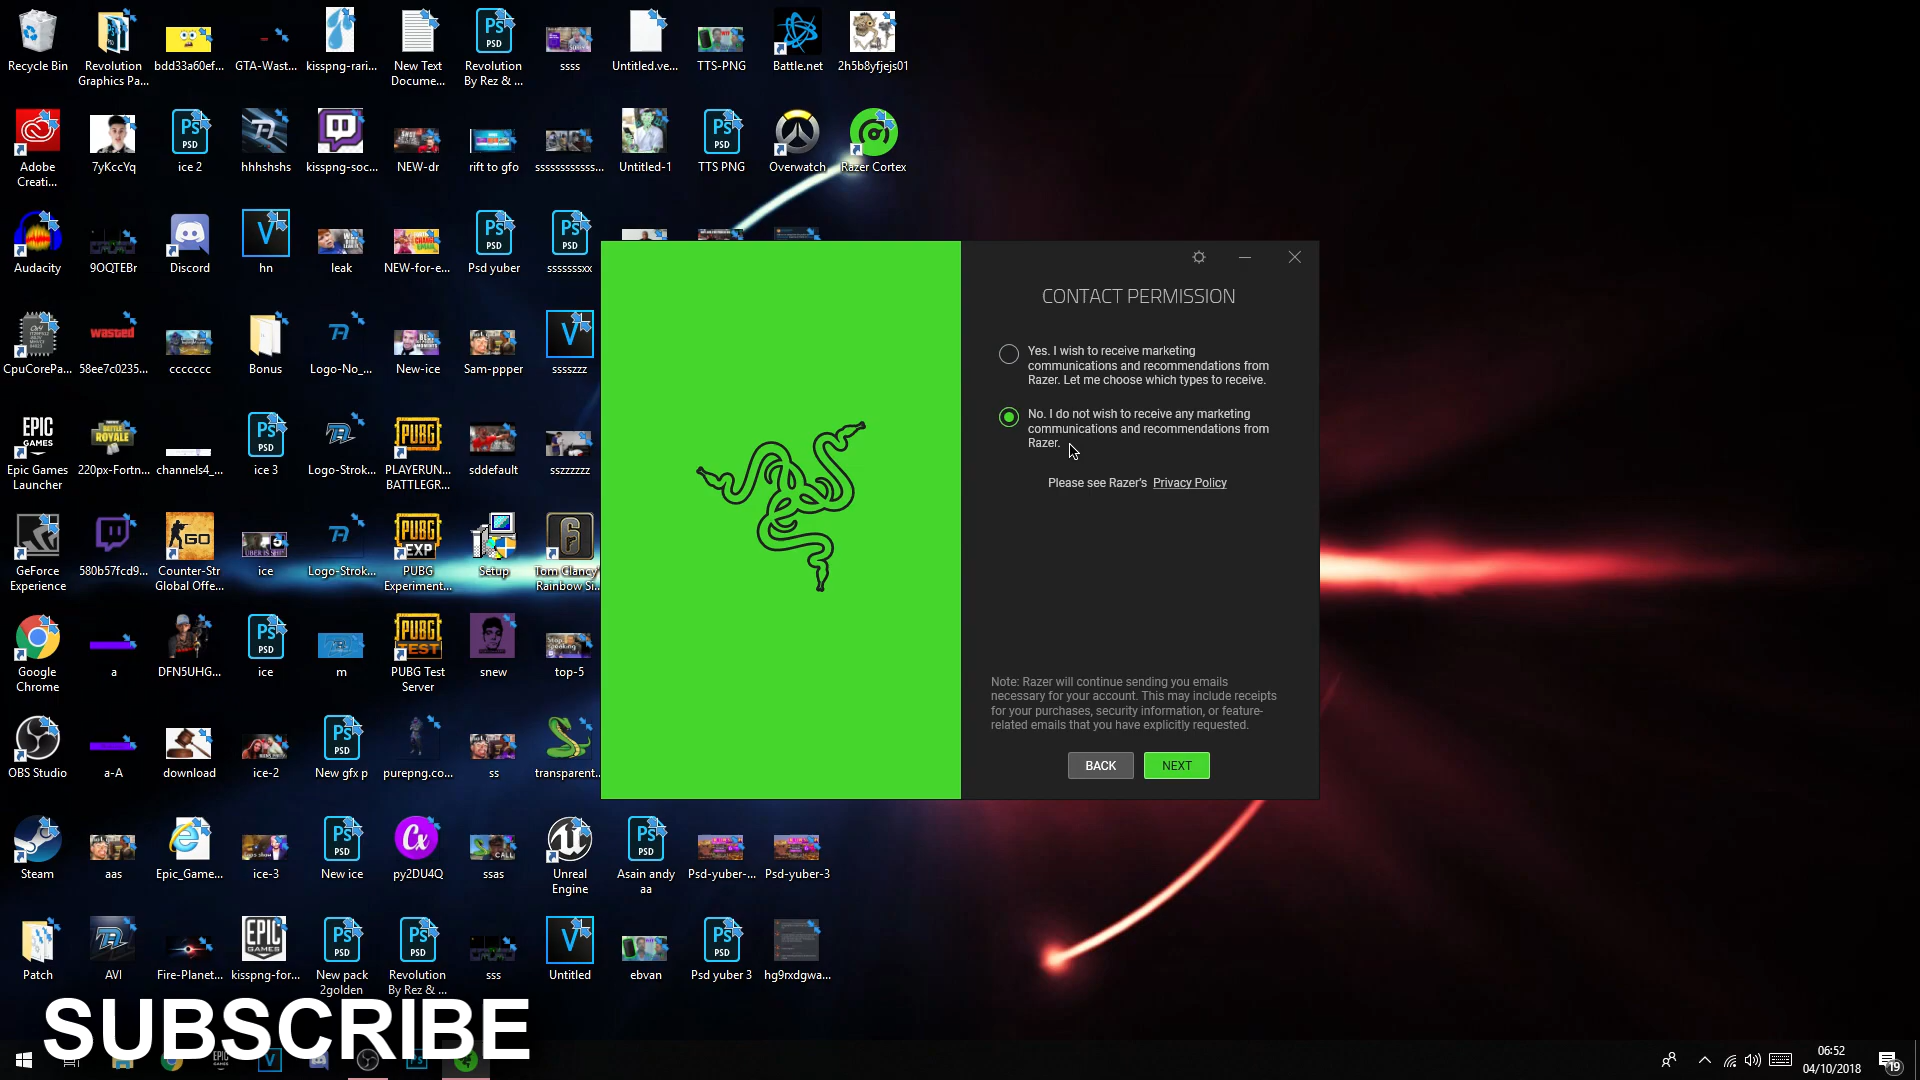 Recycle Bin
Revolution
Graphics Pa...
bdd33a60ef...
GTA-Wast...
kisspng-rari...
New Text
Docume...
Revolution
By Rez & ...
ssss
Untitled.ve...
TTS-PNG
Battle.net
2h5b8yfjejs01
Adobe
Creati...
7yKccYq
ice 2
hhhshshs
kisspng-soc...
NEW-dr
rift to gfo
ssssssssssss...
Untitled-1
TTS PNG
Overwatch
Razer Cortex
Audacity
9OQTEBr
Discord
hn
leak
NEW-for-e...
Psd yuber
sssssssxx
CpuCorePa...
58ee7c0235...
ccccccc
Bonus
Logo-No_...
New-ice
Sam-ppper
sssszzz
Epic Games
Launcher
220px-Fortn...
channels4_...
ice 3
Logo-Strok...
PLAYERUN...
BATTLEGR...
sddefault
sszzzzzz
GeForce
Experience
580b57fcd9...
Counter-Str
Global Offe...
ice
Logo-Strok...
PUBG
Experiment...
Setup
Tom Clancy'
Rainbow Si...
Google
Chrome
a
DFN5UHG...
ice
m
PUBG Test
Server
snew
top-5
OBS Studio
a-A
download
ice-2
New gfx p
purepng.co...
ss
transparent...
Steam
aas
Epic_Game...
ice-3
New ice
py2DU4Q
ssas
Unreal
Engine
Asain andy
aa
Psd-yuber-...
Psd-yuber-3
Patch
AVI
Fire-Planet...
kisspng-for...
New pack
2golden
Revolution
By Rez & ...
sss
Untitled
ebvan
Psd yuber 3
hg9rxdgwa...
CONTACT PERMISSION
Yes. I wish to receive marketing
communications and recommendations from
Razer. Let me choose which types to receive.
No. I do not wish to receive any marketing
communications and recommendations from
Razer.
Please see Razer's Privacy Policy
Note: Razer will continue sending you emails
necessary for your account. This may include receipts
for your purchases, security information, or feature-
related emails that you have explicitly requested.
BACK
NEXT
SUBSCRIBE
06:52
04/10/2018
19